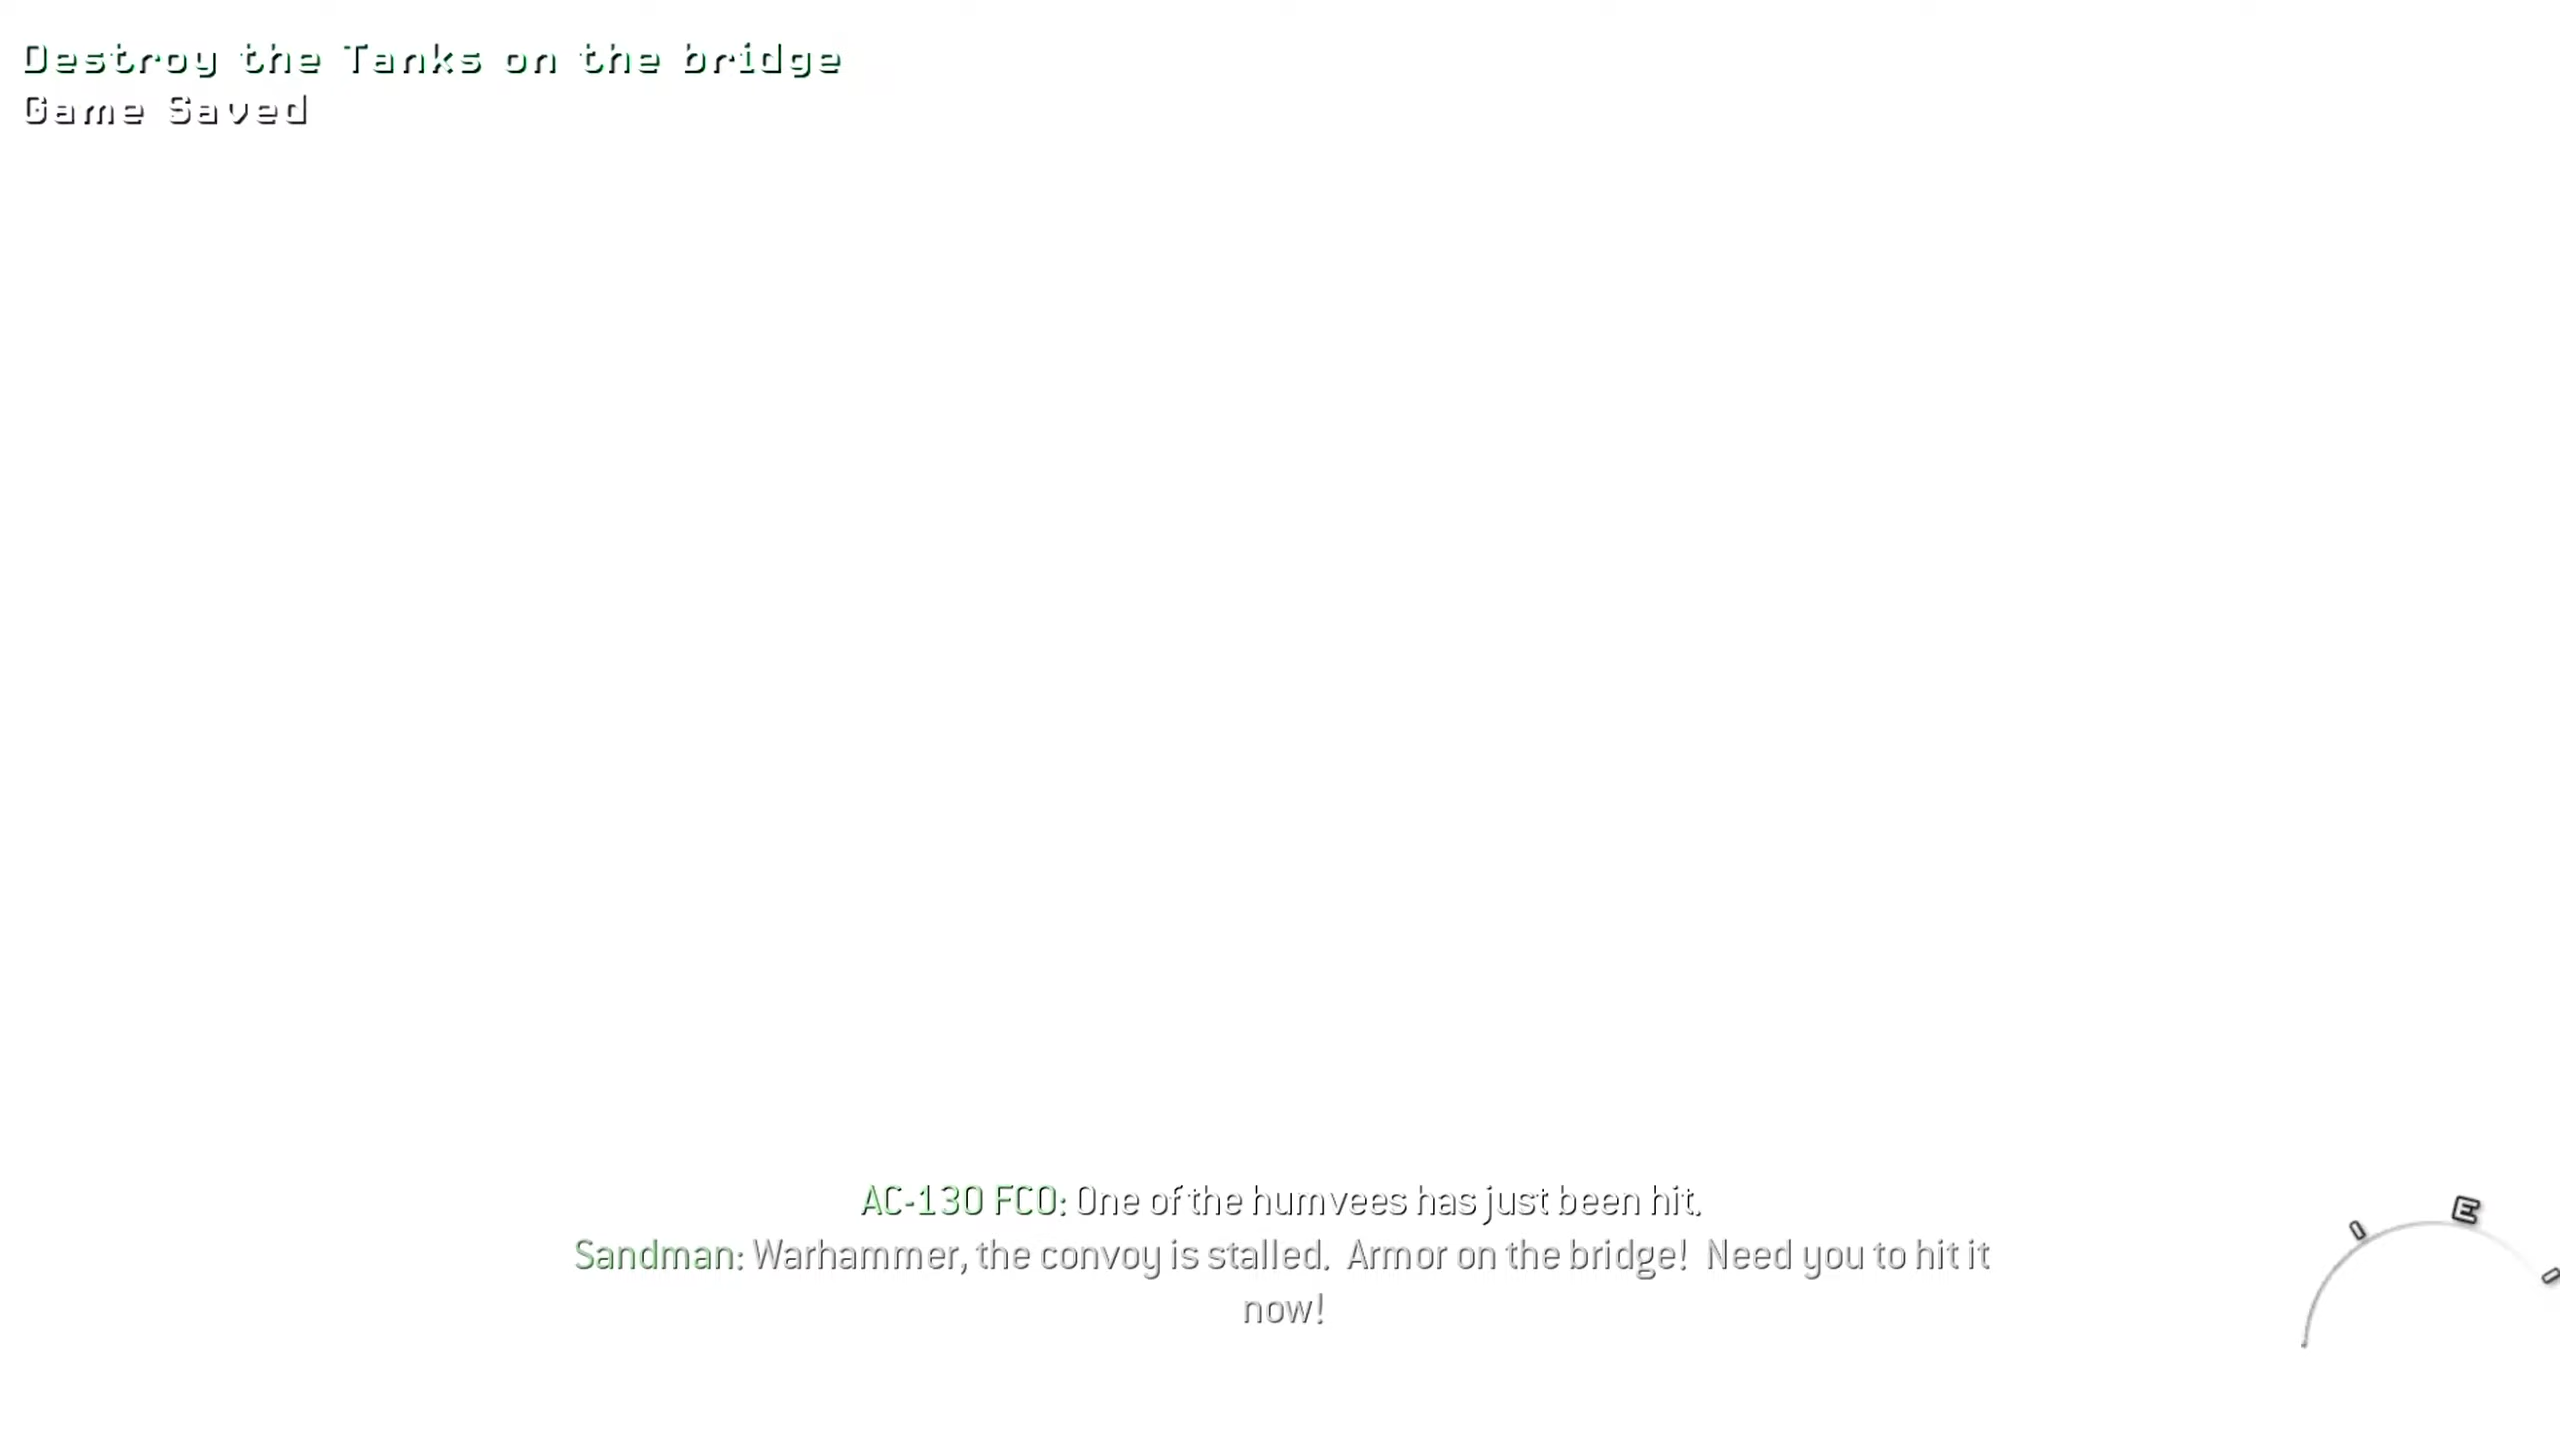 Destroy the Tanks on the bridge
Game Saved
AC-130 FCO: One of the humvees has just been hit.
Sandman: Warhammer, the convoy is stalled.  Armor on the bridge!  Need you to hit it
now!
E